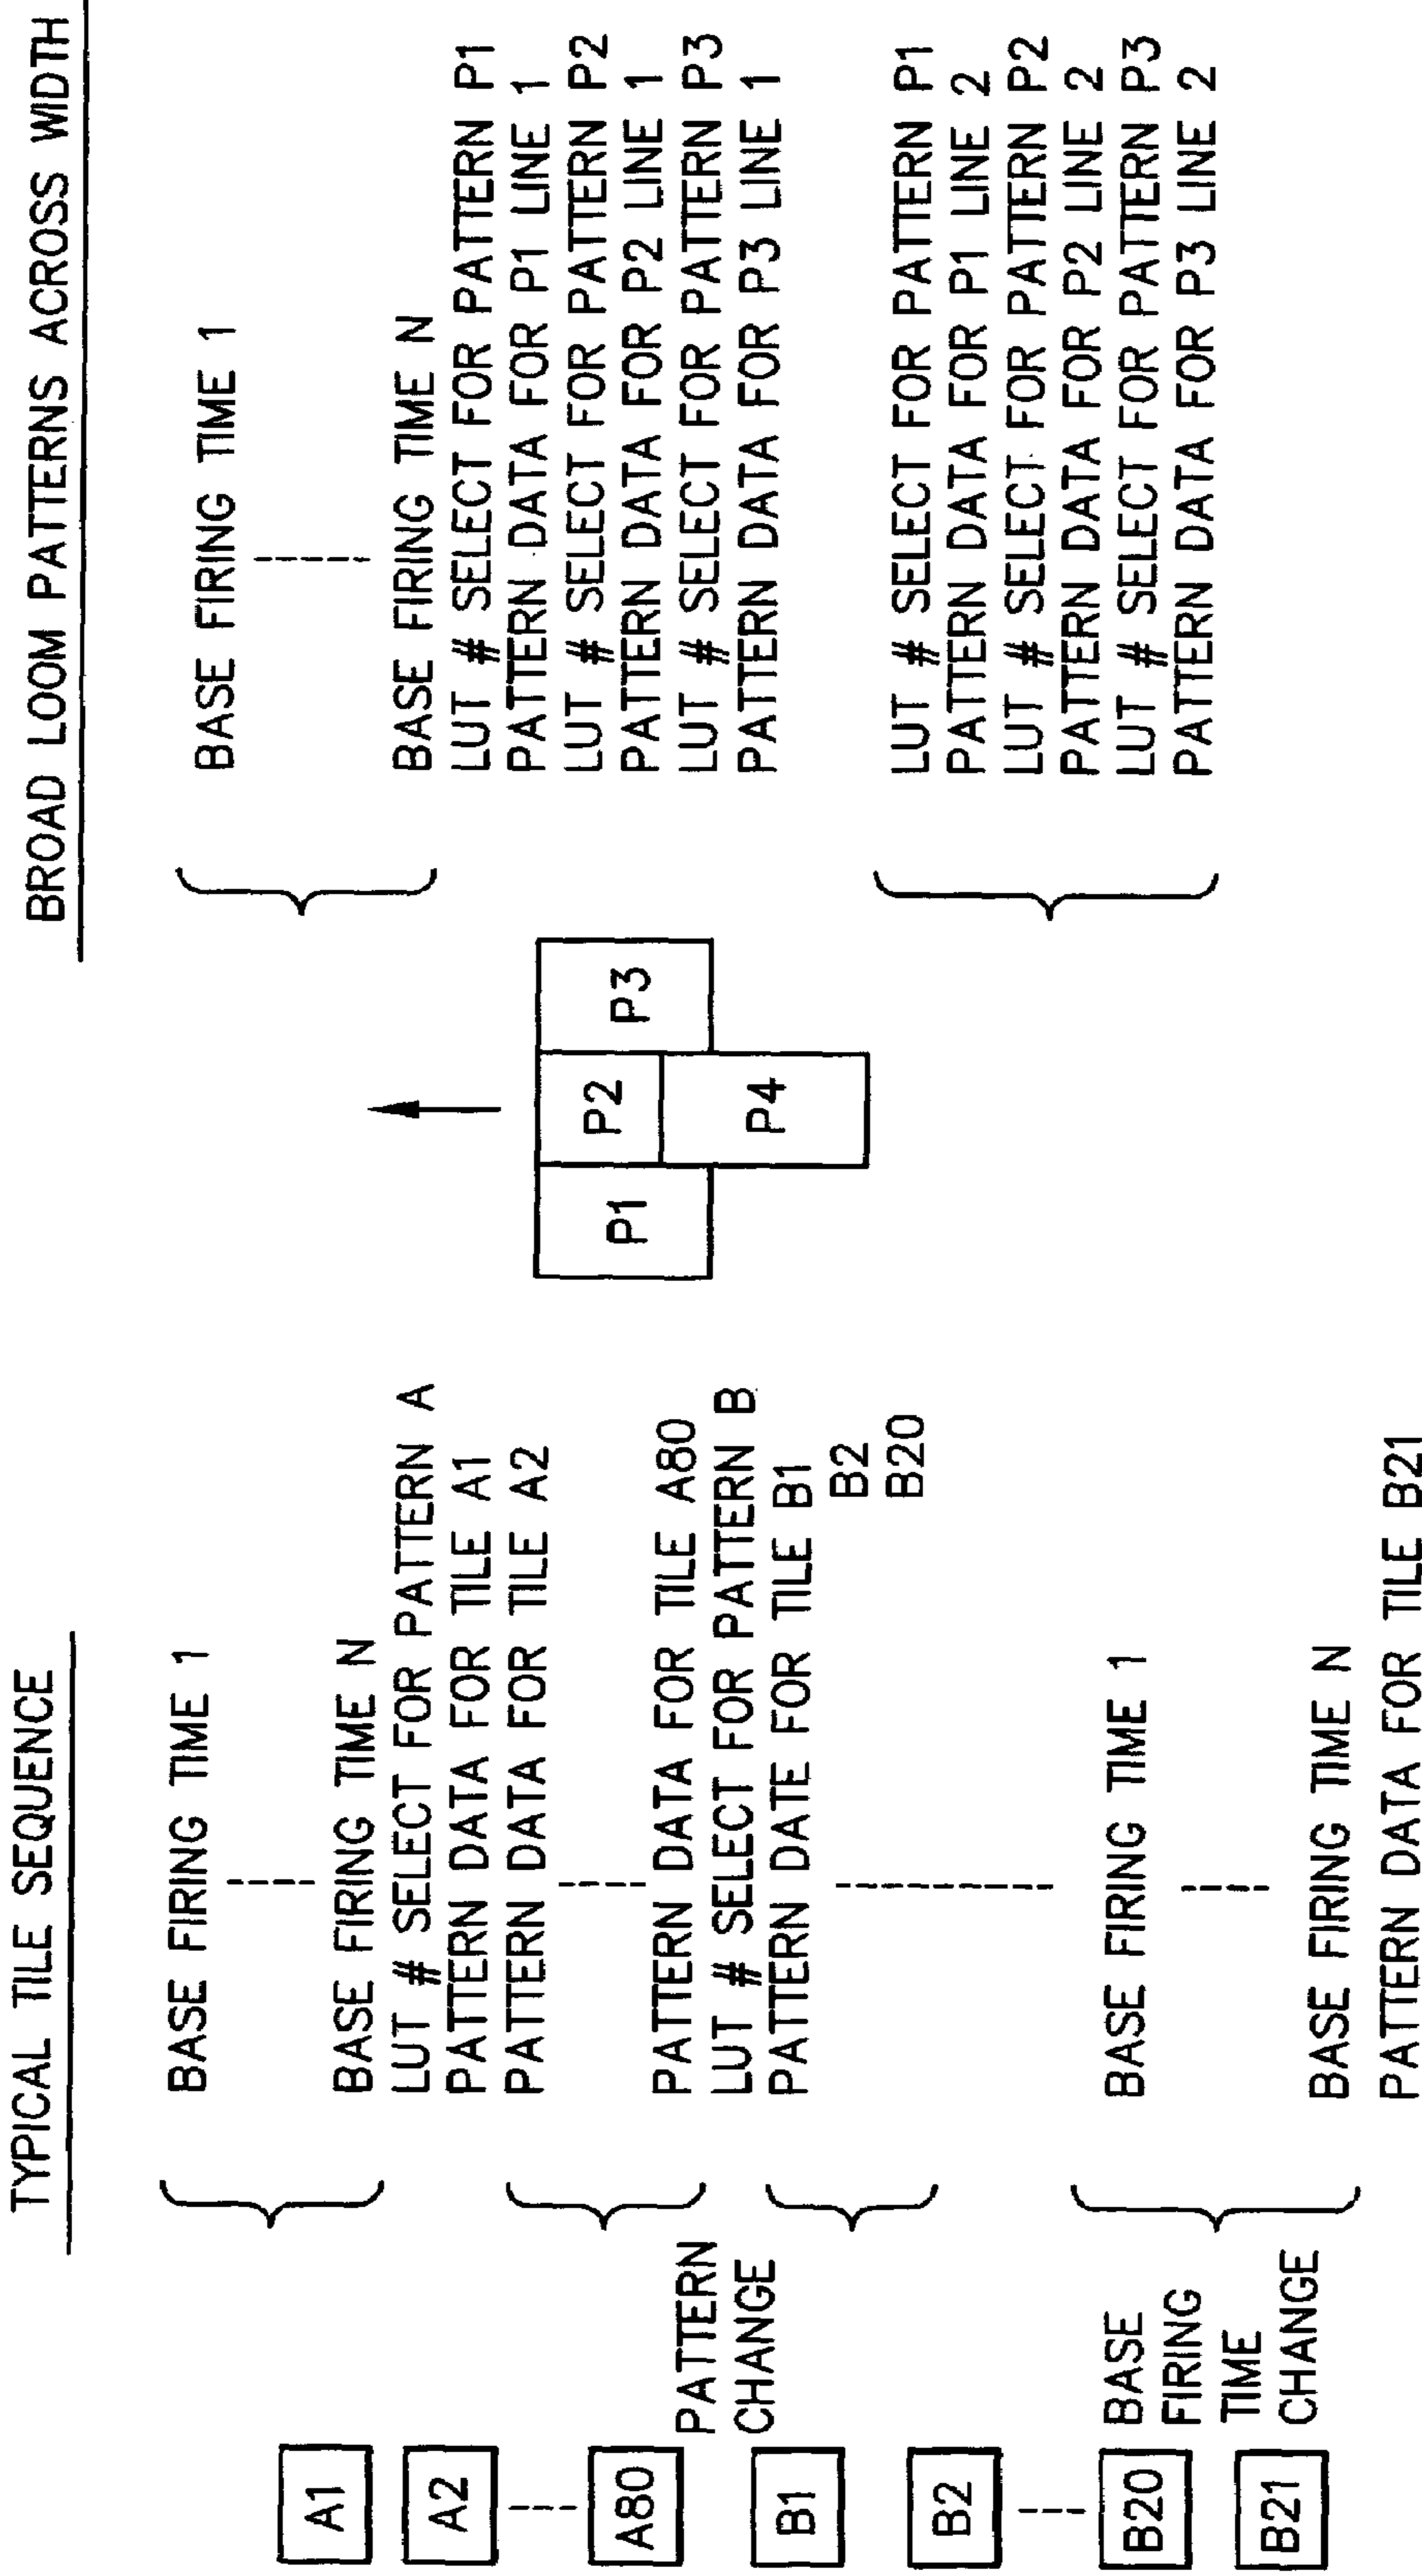 TYPICAL TILE SEQUENCE
A1
A2
A80
PATTERN
CHANGE
B1
B2
B20
BASE
FIRING
TIME
CHANGE
B21
BASE FIRING TIME 1
BASE FIRING TIME N
LUT # SELECT FOR PATTERN A
PATTERN DATA FOR TILE A1
PATTERN DATA FOR TILE A2
PATTERN DATA FOR TILE A80
LUT # SELECT FOR PATTERN B
PATTERN DATE FOR TILE B1
B2
B20
BASE FIRING TIME 1
BASE FIRING TIME N
PATTERN DATA FOR TILE B21
BROAD LOOM PATTERNS ACROSS WIDTH
P1
P2
P3
P4
BASE FIRING TIME 1
BASE FIRING TIME N
LUT # SELECT FOR PATTERN P1
PATTERN DATA FOR P1 LINE 1
LUT # SELECT FOR PATTERN P2
PATTERN DATA FOR P2 LINE 1
LUT # SELECT FOR PATTERN P3
PATTERN DATA FOR P3 LINE 1
LUT # SELECT FOR PATTERN P1
PATTERN DATA FOR P1 LINE 2
LUT # SELECT FOR PATTERN P2
PATTERN DATA FOR P2 LINE 2
LUT # SELECT FOR PATTERN P3
PATTERN DATA FOR P3 LINE 2